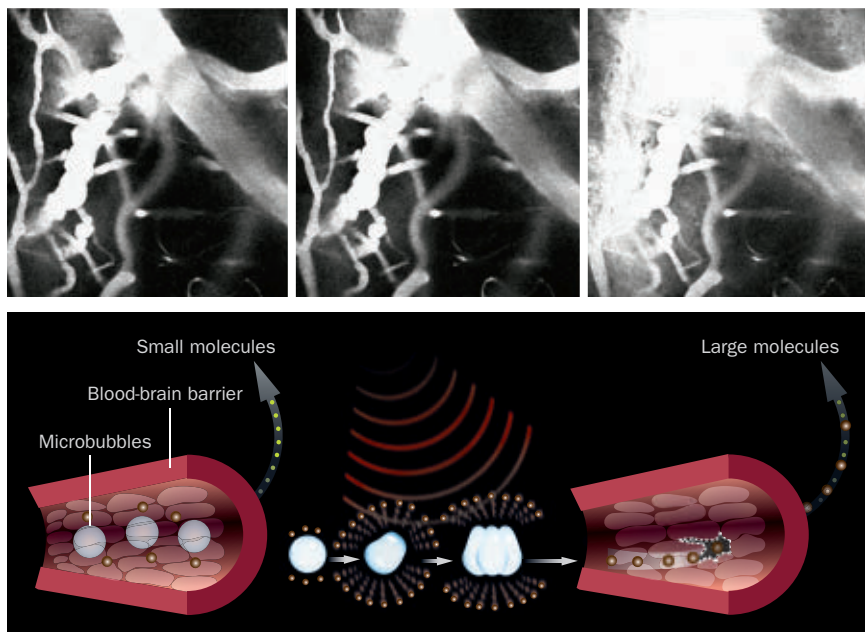 Small molecules
Large molecules
Blood-brain barrier
Microbubbles